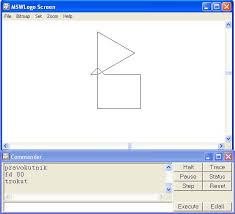 MSWLogo Screen
File Bitmap Set Zoom Help
Commander
pravokutnik
fd 80
trokut
Halt Trace
Pause Status
Step Reset
Execute Edall